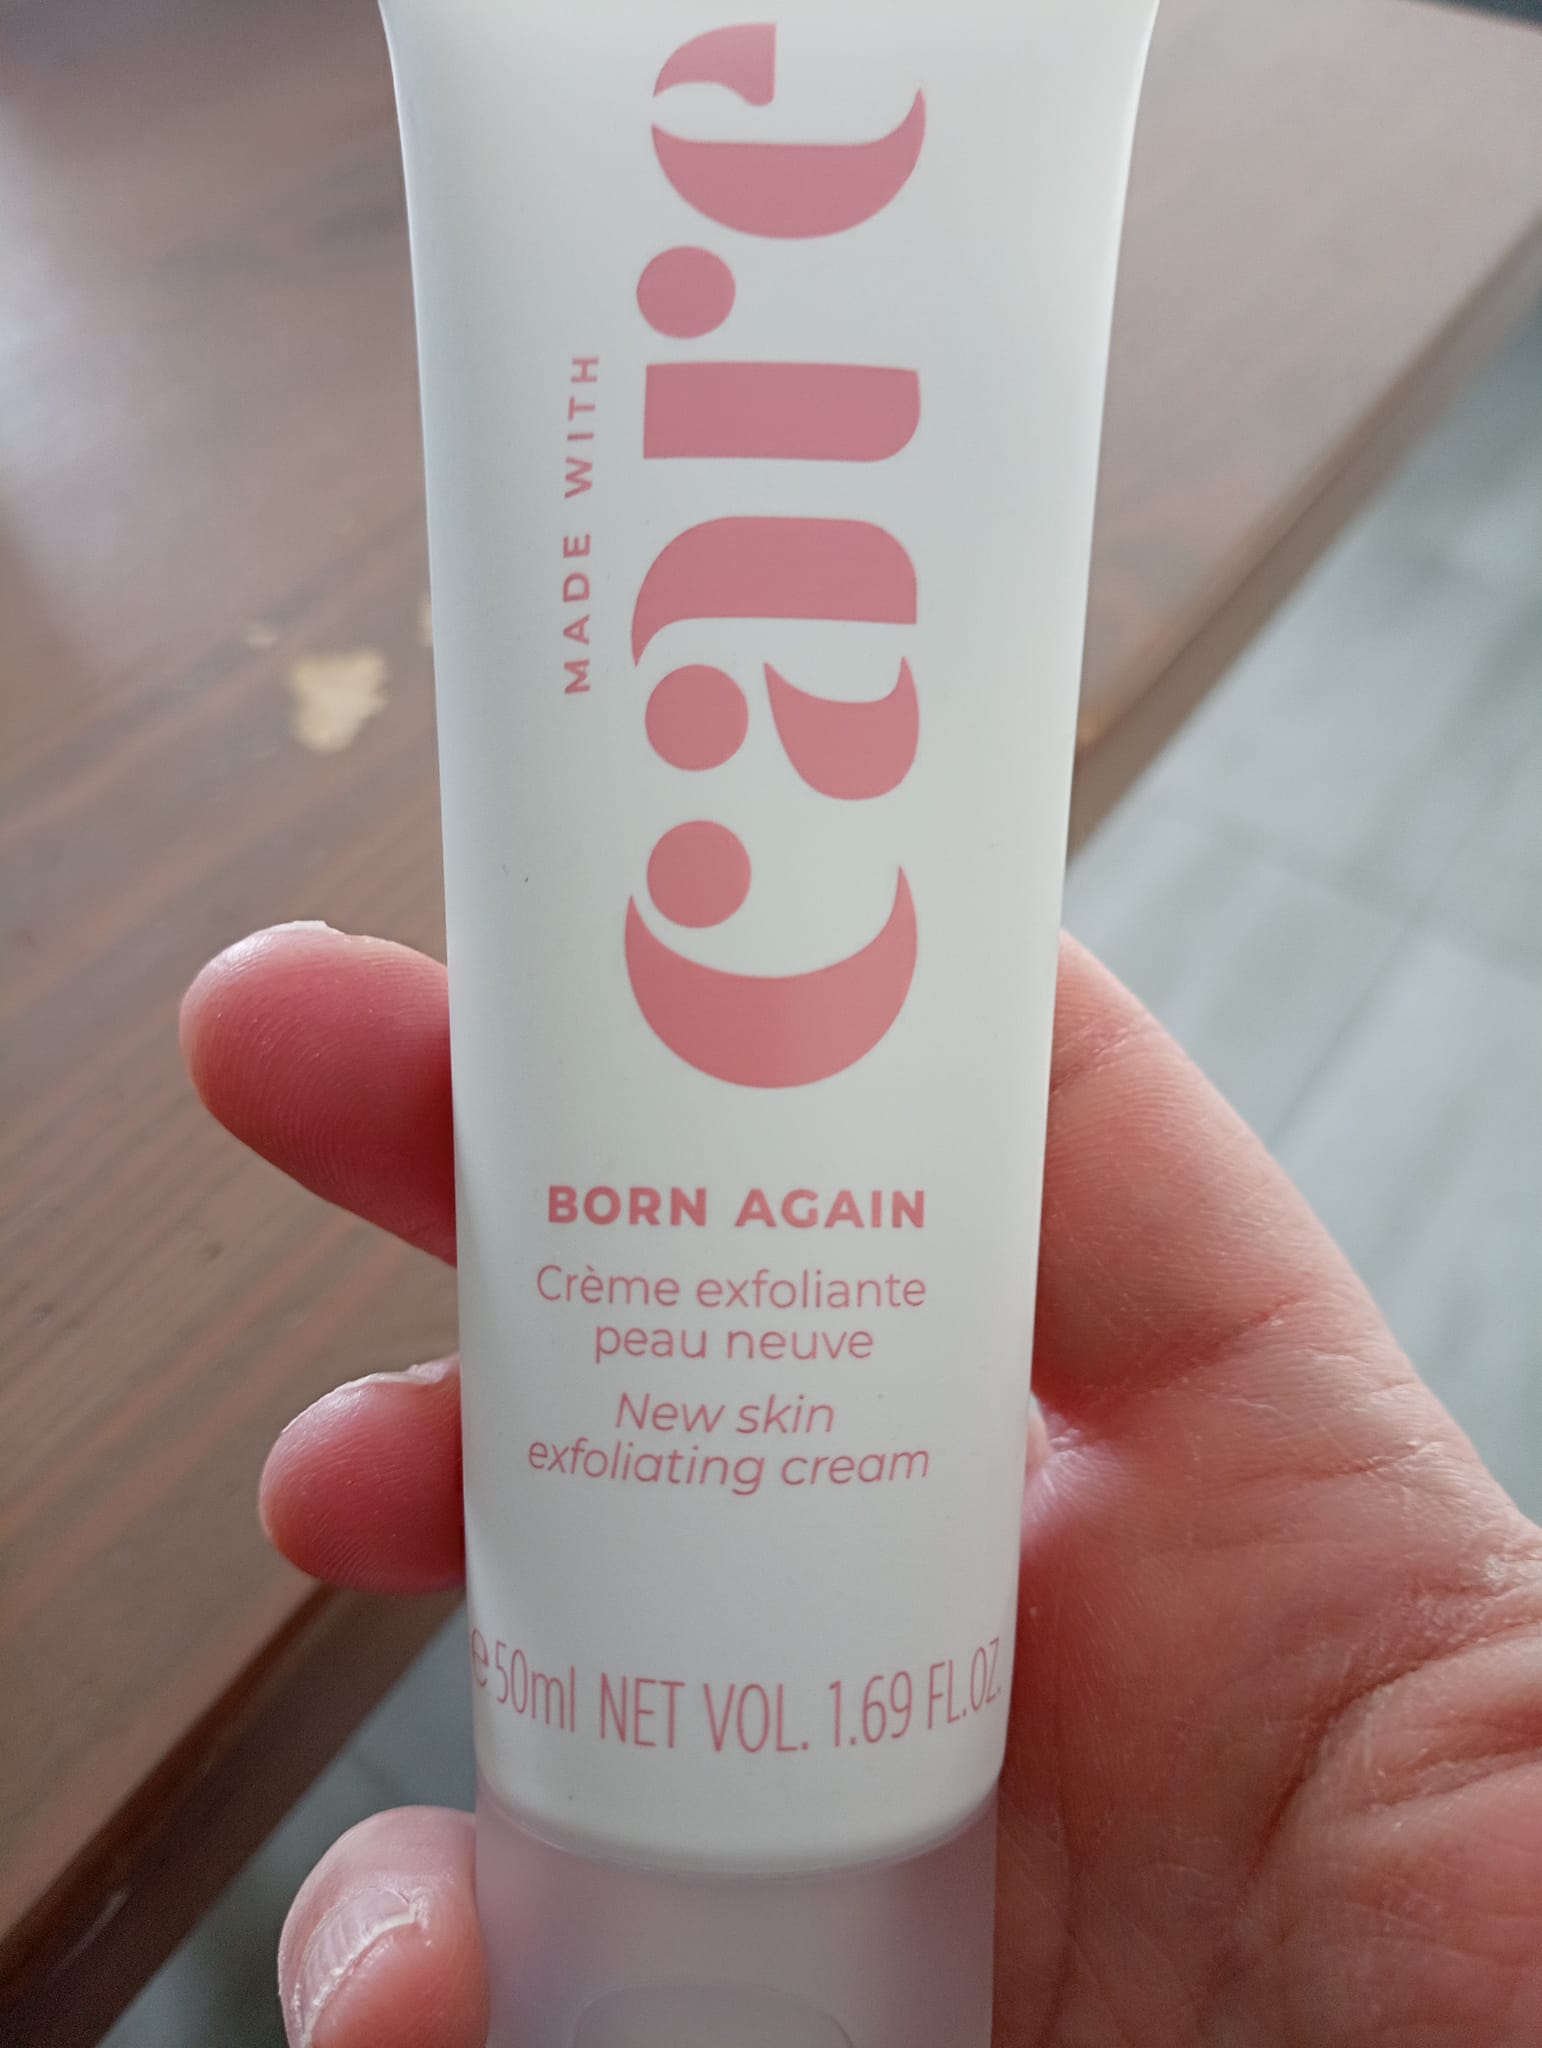 MADE WITH
Care
BORN AGAIN
Crème exfoliante
peau neuve
New skin
exfoliating cream
℮50ml NET VOL. 1.69 FL.OZ.